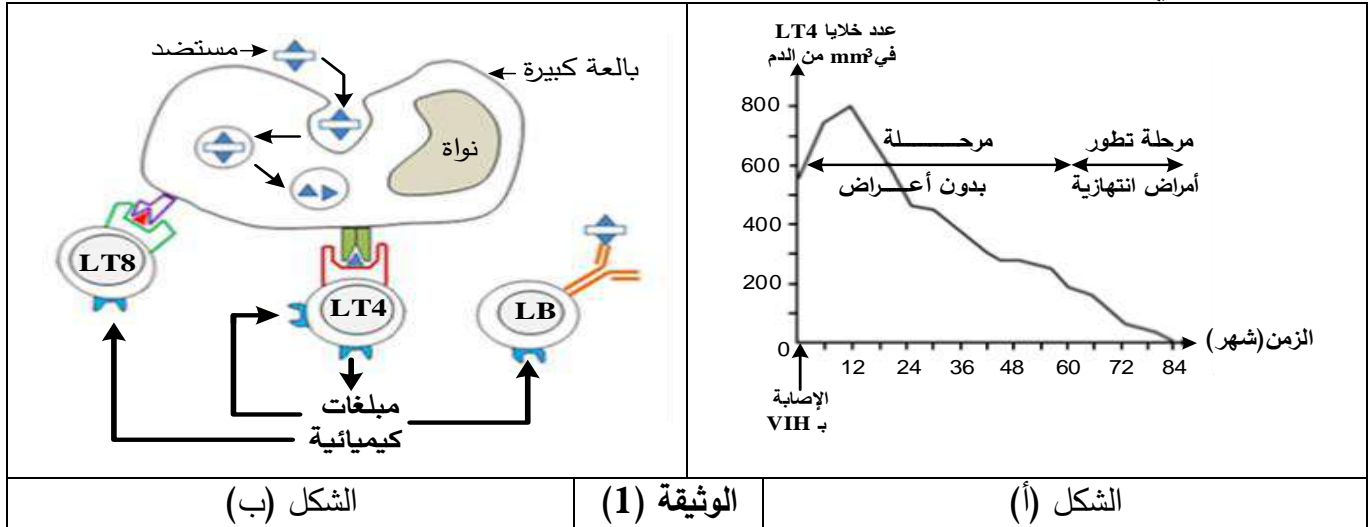 عدد خلايا LT4
في mm³ من الدم
800
600
400
200
0
مرحـــــــلة
بدون أعـــراض
مرحلة تطور
أمراض انتهازية
الزمن(شهر)
12 24 36 48 60 72 84
الإصابة
بـ VIH
مستضد
بالعة كبيرة
نواة
LT8
LT4
LB
مبلغات
كيميائية
الشكل (أ)
الوثيقة (1)
الشكل (ب)